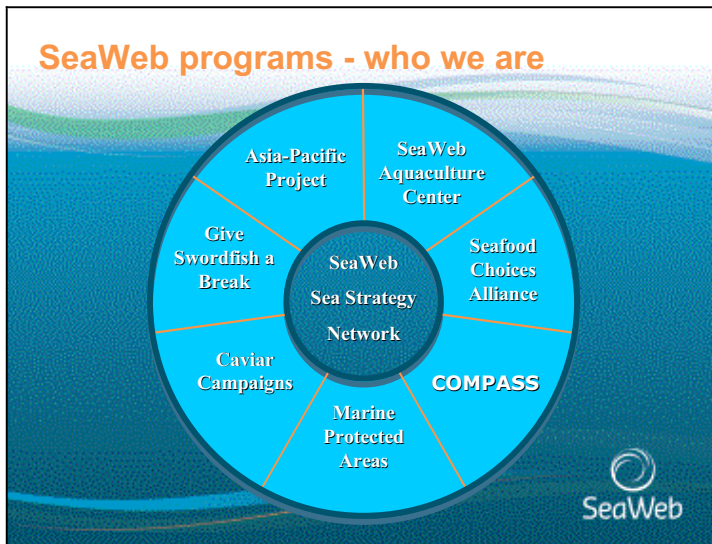 SeaWeb programs - who we are
Asia-Pacific
Project
SeaWeb
Aquaculture
Center
Give
Swordfish a
Break
SeaWeb
Sea Strategy
Network
Seafood
Choices
Alliance
Caviar
Campaigns
COMPASS
Marine
Protected
Areas
SeaWeb